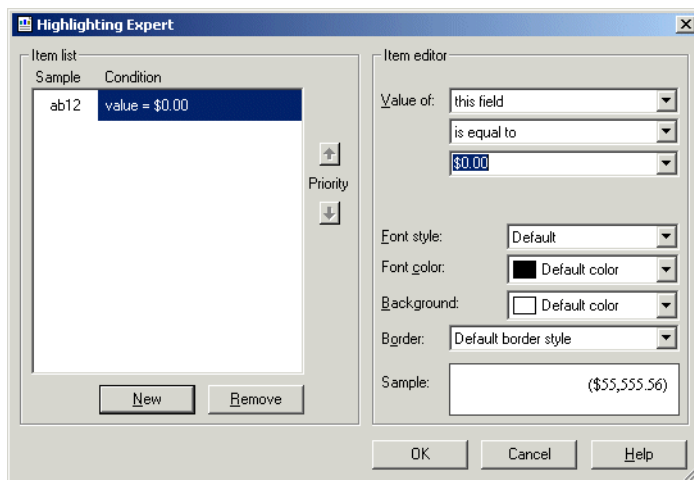 Highlighting Expert
Item list
Sample Condition
ab12 value = $0.00
Priority
New Remove
Item editor
Value of: this field
is equal to
$0.00
Font style: Default
Font color: Default color
Background: Default color
Border: Default border style
Sample: ($55,555.56)
OK Cancel Help